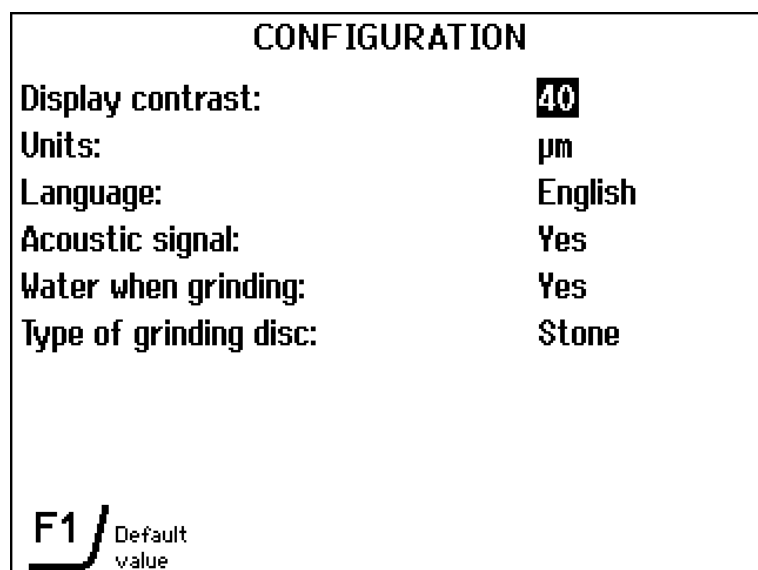 CONFIGURATION
Display contrast: 40
Units: µm
Language: English
Acoustic signal: Yes
Water when grinding: Yes
Type of grinding disc: Stone
F1 Default
value